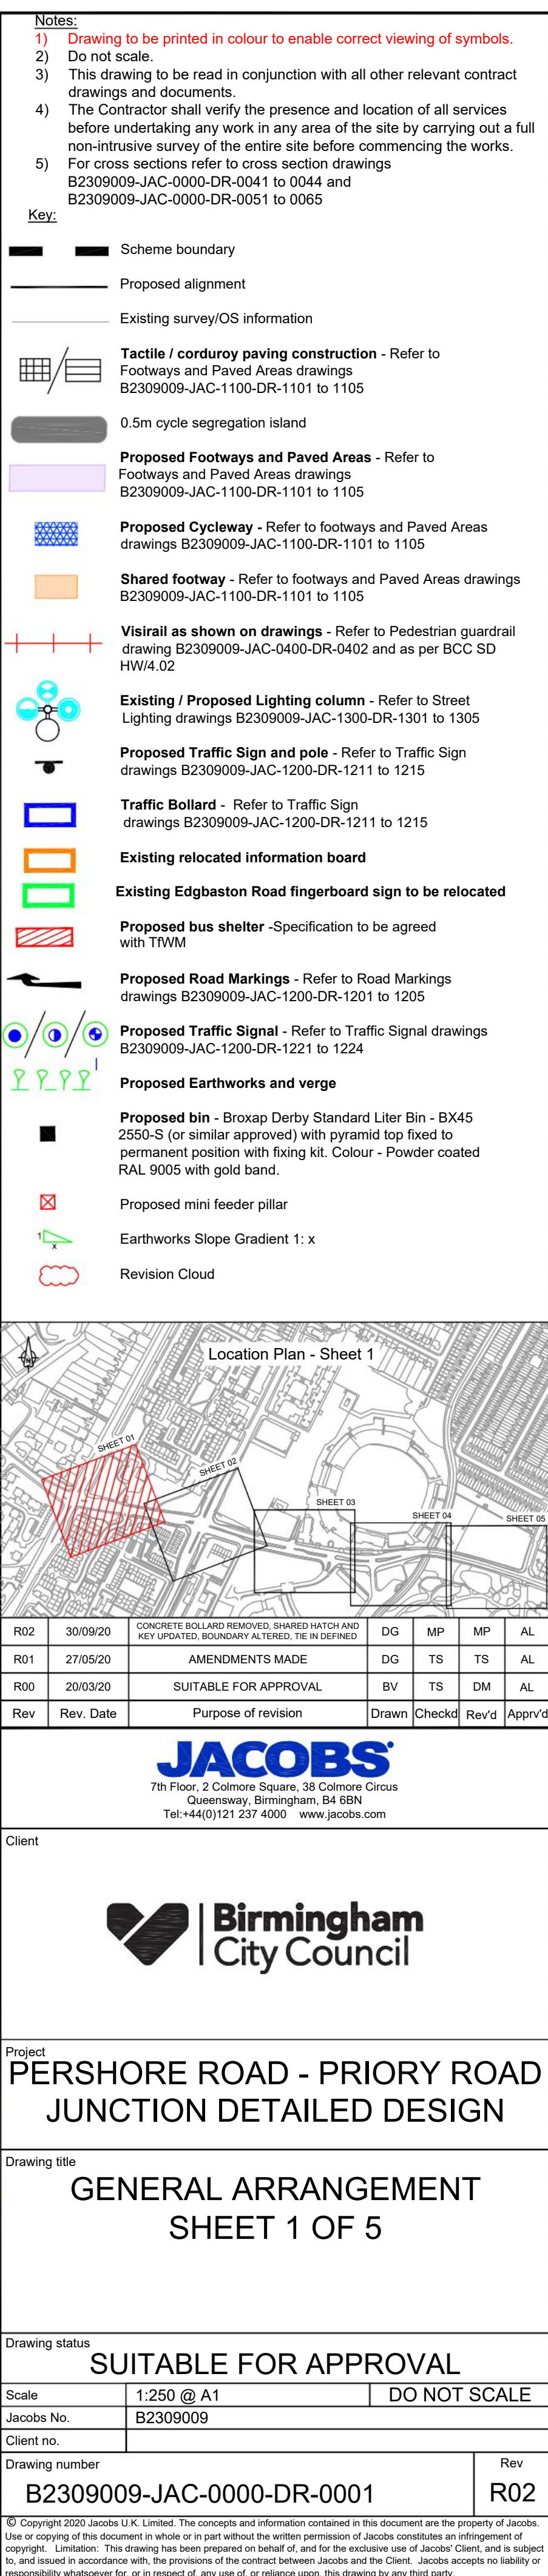 Notes:
1) Drawing to be printed in colour to enable correct viewing of symbols.
2) Do not scale.
3) This drawing to be read in conjunction with all other relevant contract
drawings and documents.
4) The Contractor shall verify the presence and location of all services
before undertaking any work in any area of the site by carrying out a full
non-intrusive survey of the entire site before commencing the works.
5) For cross sections refer to cross section drawings
B2309009-JAC-0000-DR-0041 to 0044 and
B2309009-JAC-0000-DR-0051 to 0065
Key:
Scheme boundary
Proposed alignment
Existing survey/OS information
Tactile / corduroy paving construction - Refer to
Footways and Paved Areas drawings
B2309009-JAC-1100-DR-1101 to 1105
0.5m cycle segregation island
Proposed Footways and Paved Areas - Refer to
Footways and Paved Areas drawings
B2309009-JAC-1100-DR-1101 to 1105
Proposed Cycleway - Refer to footways and Paved Areas
drawings B2309009-JAC-1100-DR-1101 to 1105
Shared footway - Refer to footways and Paved Areas drawings
B2309009-JAC-1100-DR-1101 to 1105
Visirail as shown on drawings - Refer to Pedestrian guardrail
drawing B2309009-JAC-0400-DR-0402 and as per BCC SD
HW/4.02
Existing / Proposed Lighting column - Refer to Street
Lighting drawings B2309009-JAC-1300-DR-1301 to 1305
Proposed Traffic Sign and pole - Refer to Traffic Sign
drawings B2309009-JAC-1200-DR-1211 to 1215
Traffic Bollard - Refer to Traffic Sign
drawings B2309009-JAC-1200-DR-1211 to 1215
Existing relocated information board
Existing Edgbaston Road fingerboard sign to be relocated
Proposed bus shelter -Specification to be agreed
with TfWM
Proposed Road Markings - Refer to Road Markings
drawings B2309009-JAC-1200-DR-1201 to 1205
Proposed Traffic Signal - Refer to Traffic Signal drawings
B2309009-JAC-1200-DR-1221 to 1224
Proposed Earthworks and verge
Proposed bin - Broxap Derby Standard Liter Bin - BX45
2550-S (or similar approved) with pyramid top fixed to
permanent position with fixing kit. Colour - Powder coated
RAL 9005 with gold band.
Proposed mini feeder pillar
1 x Earthworks Slope Gradient 1: x
Revision Cloud
N
Location Plan - Sheet 1
SHEET 01
SHEET 02
SHEET 03
SHEET 04
SHEET 05
R02 30/09/20 CONCRETE BOLLARD REMOVED, SHARED HATCH AND
KEY UPDATED, BOUNDARY ALTERED, TIE IN DEFINED DG MP MP AL
R01 27/05/20 AMENDMENTS MADE DG TS TS AL
R00 20/03/20 SUITABLE FOR APPROVAL BV TS DM AL
Rev Rev. Date Purpose of revision Drawn Checkd Rev'd Apprv'd
JACOBS
7th Floor, 2 Colmore Square, 38 Colmore Circus
Queensway, Birmingham, B4 6BN
Tel:+44(0)121 237 4000 www.jacobs.com
Client
Birmingham
City Council
Project
PERSHORE ROAD - PRIORY ROAD
JUNCTION DETAILED DESIGN
Drawing title
GENERAL ARRANGEMENT
SHEET 1 OF 5
Drawing status
SUITABLE FOR APPROVAL
Scale 1:250 @ A1 DO NOT SCALE
Jacobs No. B2309009
Client no.
Drawing number Rev
B2309009-JAC-0000-DR-0001 R02
© Copyright 2020 Jacobs U.K. Limited. The concepts and information contained in this document are the property of Jacobs.
Use or copying of this document in whole or in part without the written permission of Jacobs constitutes an infringement of
copyright. Limitation: This drawing has been prepared on behalf of, and for the exclusive use of Jacobs' Client, and is subject
to, and issued in accordance with, the provisions of the contract between Jacobs and the Client. Jacobs accepts no liability or
responsibility whatsoever for, or in respect of, any use of, or reliance upon, this drawing by any third party.